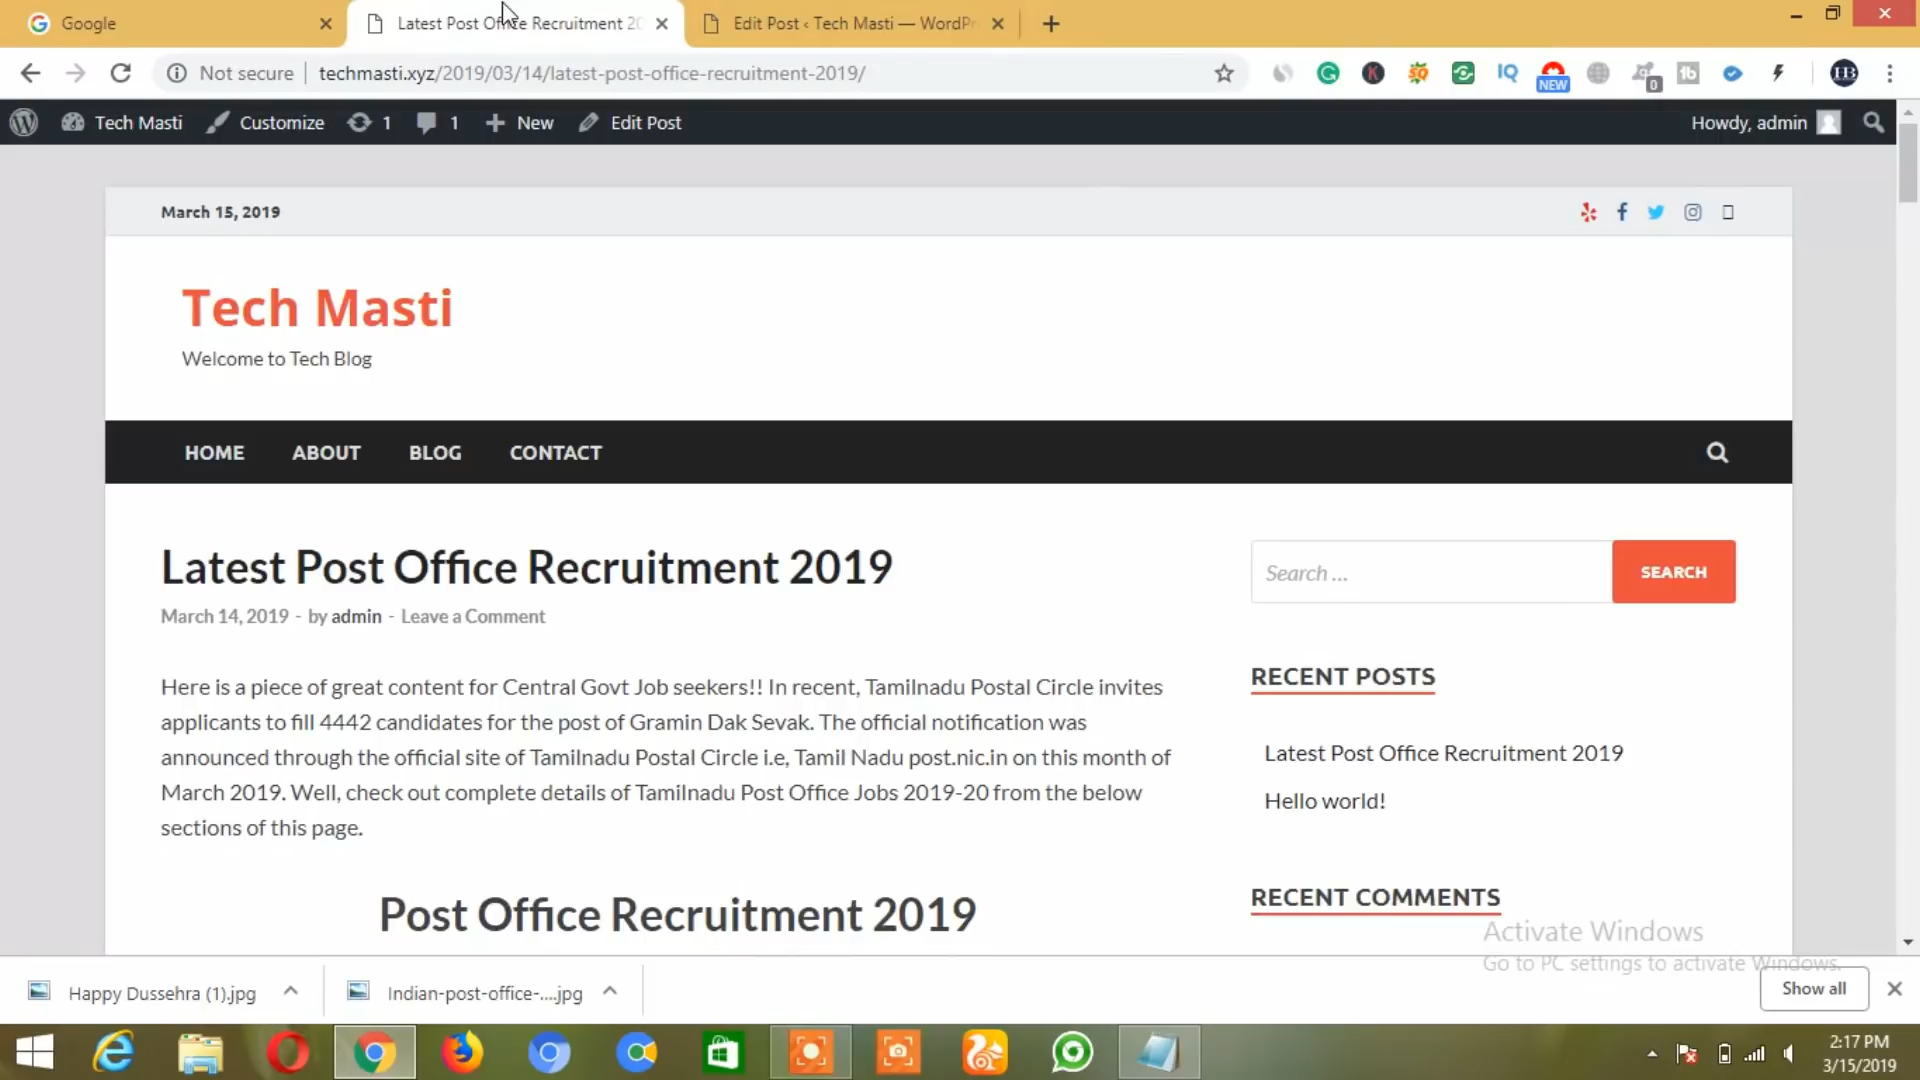 Google
Latest Post Office Recruitment 20
Edit Post ‹ Tech Masti — WordPr
Not secure
techmasti.xyz/2019/03/14/latest-post-office-recruitment-2019/
NEW
0
Tech Masti
Customize
1
1
New
Edit Post
Howdy, admin
March 15, 2019
Tech Masti
Welcome to Tech Blog
HOME
ABOUT
BLOG
CONTACT
Latest Post Office Recruitment 2019
March 14, 2019 - by admin - Leave a Comment
Here is a piece of great content for Central Govt Job seekers!! In recent, Tamilnadu Postal Circle invites
applicants to fill 4442 candidates for the post of Gramin Dak Sevak. The official notification was
announced through the official site of Tamilnadu Postal Circle i.e, Tamil Nadu post.nic.in on this month of
March 2019. Well, check out complete details of Tamilnadu Post Office Jobs 2019-20 from the below
sections of this page.
Post Office Recruitment 2019
Search ...
SEARCH
RECENT POSTS
Latest Post Office Recruitment 2019
Hello world!
RECENT COMMENTS
Activate Windows
Go to PC settings to activate Windows.
Happy Dussehra (1).jpg
Indian-post-office-....jpg
Show all
2:17 PM
3/15/2019